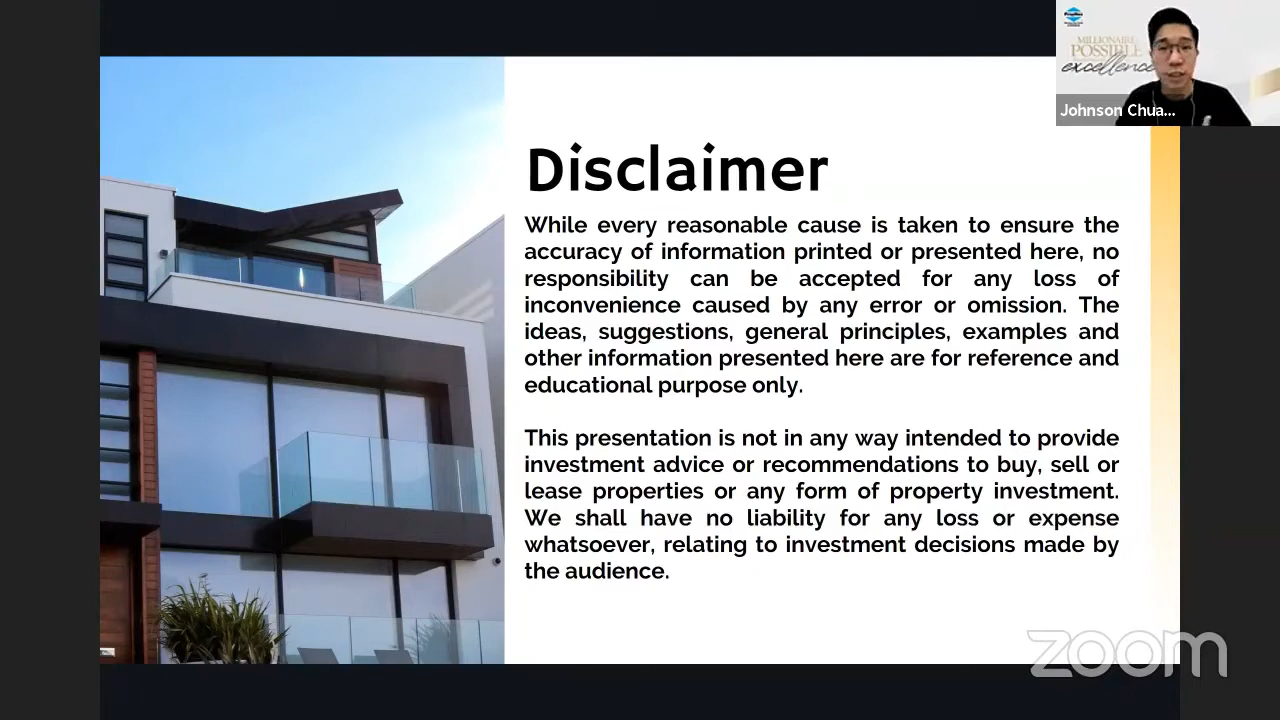 MILLIONAIRE
POSSIBLE
excellence
Johnson Chua...
Disclaimer
While every reasonable cause is taken to ensure the
accuracy of information printed or presented here, no
responsibility can be accepted for any loss of
inconvenience caused by any error or omission. The
ideas, suggestions, general principles, examples and
other information presented here are for reference and
educational purpose only.
This presentation is not in any way intended to provide
investment advice or recommendations to buy, sell or
lease properties or any form of property investment.
We shall have no liability for any loss or expense
whatsoever, relating to investment decisions made by
the audience.
zoom